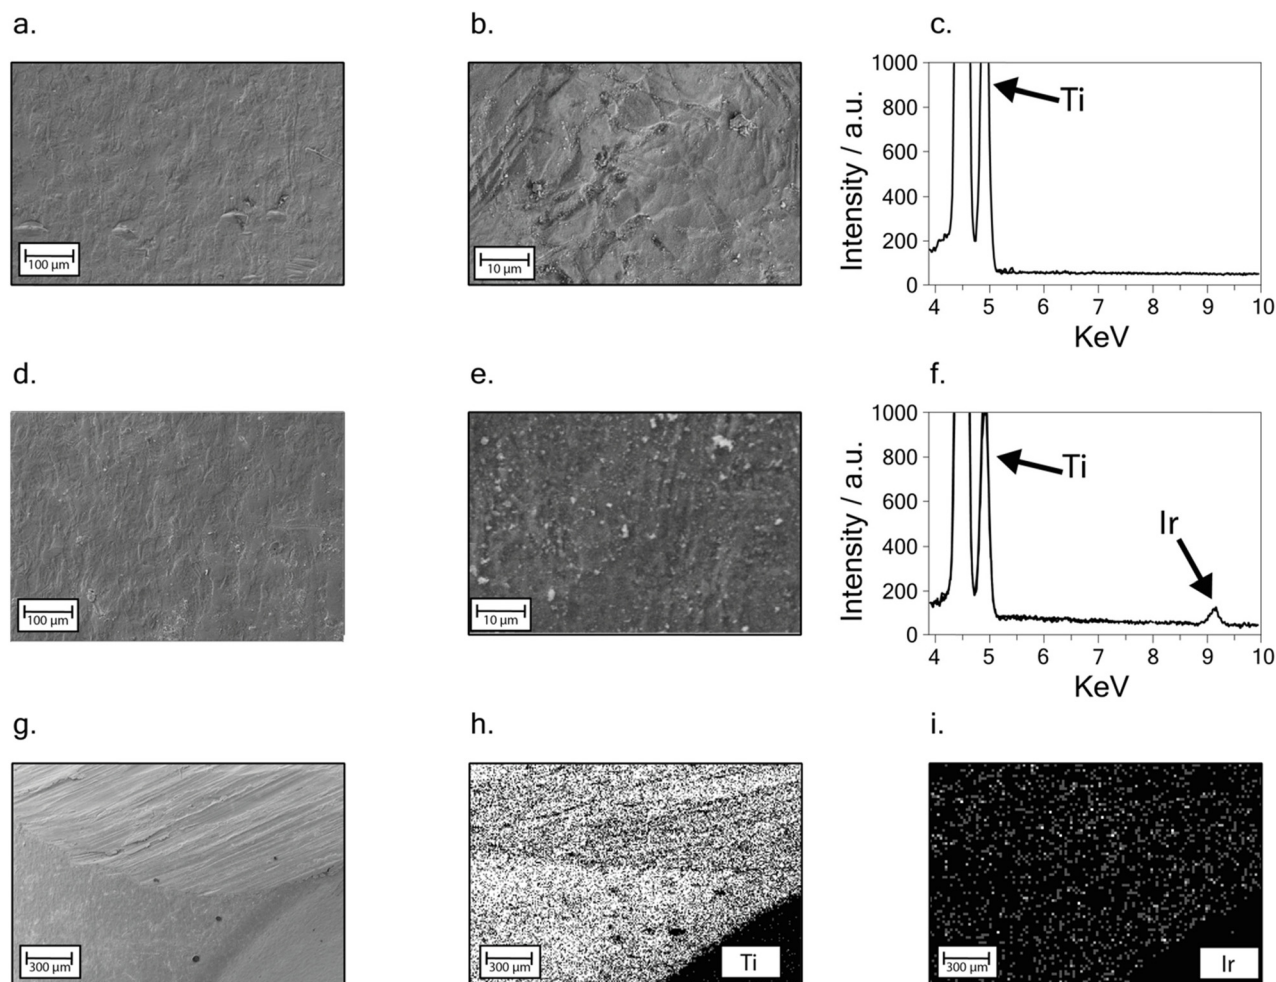 a.
b.
c.
100 µm
10 µm
Intensity / a.u.
1000
800
600
400
200
0
Ti
4 5 6 7 8 9 10
KeV
d.
e.
f.
100 µm
10 µm
Intensity / a.u.
1000
800
600
400
200
0
Ti
Ir
4 5 6 7 8 9 10
KeV
g.
h.
i.
300 µm
300 µm
Ti
300 µm
Ir